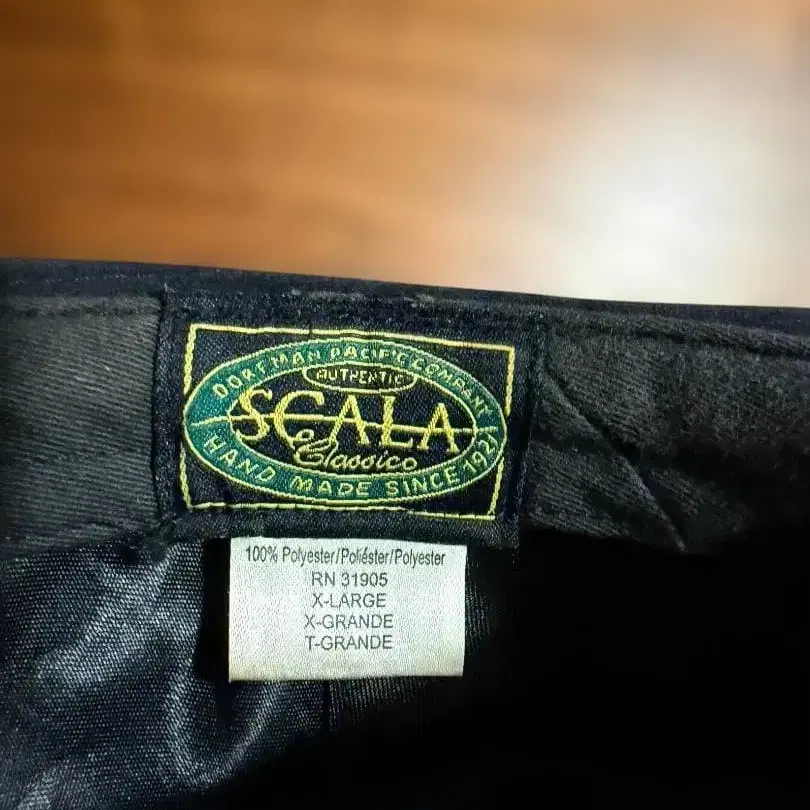 DORFMAN PACIFIC COMPANY
AUTHENTIC
SCALA
Classico
HAND MADE SINCE 1921
100% Polyester/Poliéster/Polyester
RN 31905
X-LARGE
X-GRANDE
T-GRANDE